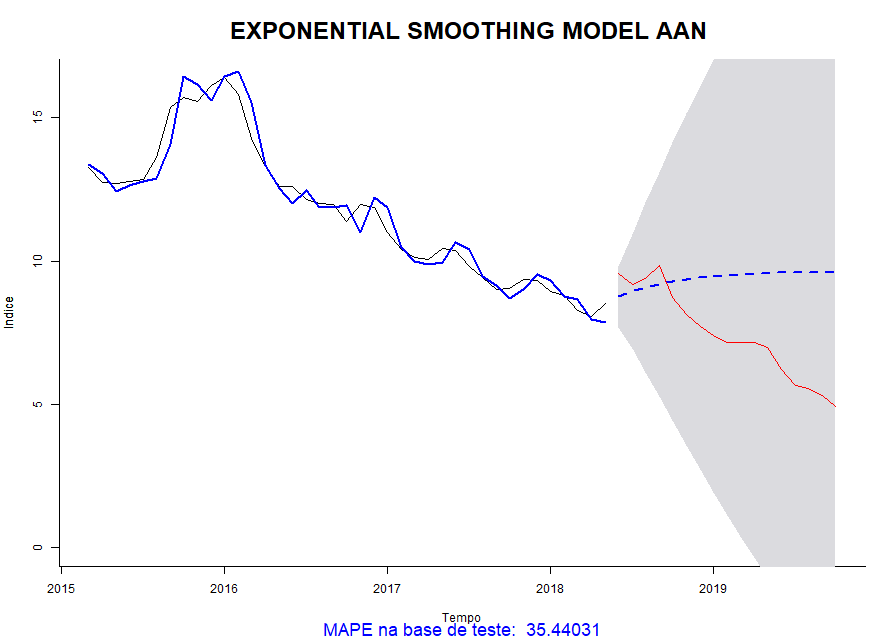 EXPONENTIAL SMOOTHING MODEL AAN
15
10
5
0
Indice
2015 2016 2017 2018 2019
Tempo
MAPE na base de teste: 35.44031